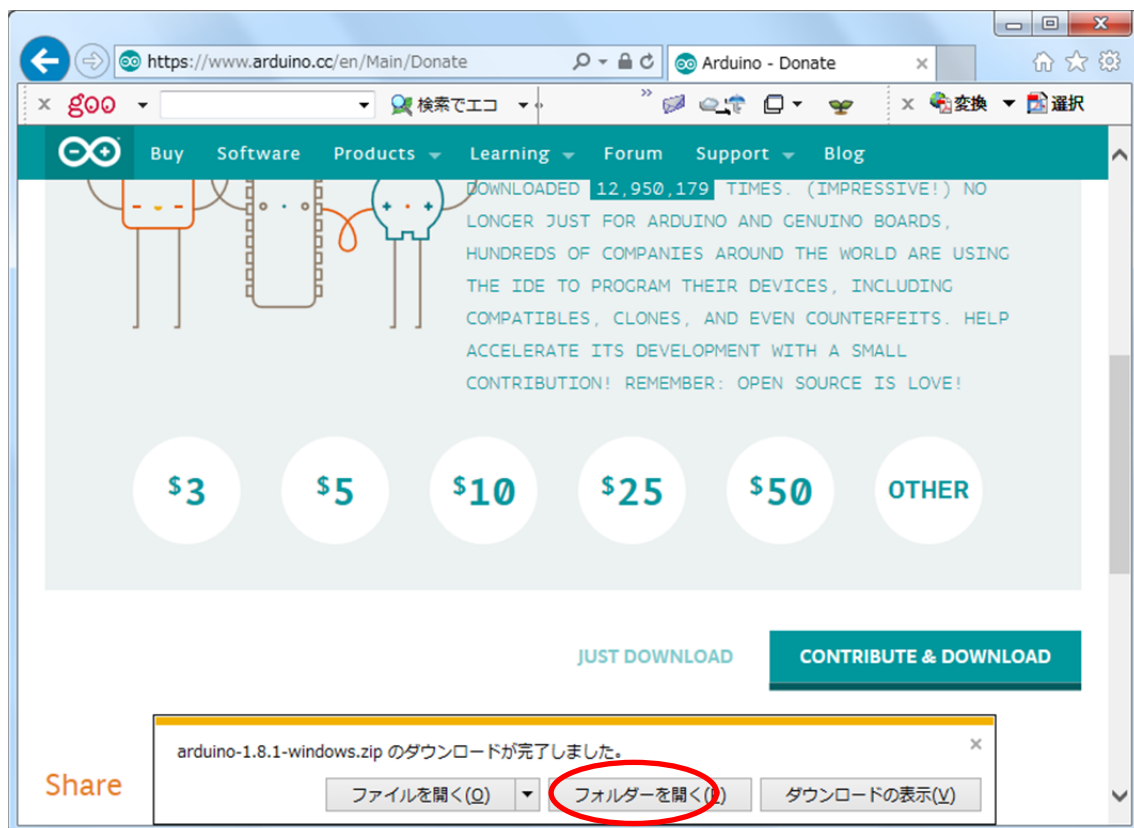 https://www.arduino.cc/en/Main/Donate
Arduino - Donate
goo
検索でエコ
変換
選択
Buy Software Products Learning Forum Support Blog
DOWNLOADED 12,950,179 TIMES. (IMPRESSIVE!) NO
LONGER JUST FOR ARDUINO AND GENUINO BOARDS,
HUNDREDS OF COMPANIES AROUND THE WORLD ARE USING
THE IDE TO PROGRAM THEIR DEVICES, INCLUDING
COMPATIBLES, CLONES, AND EVEN COUNTERFEITS. HELP
ACCELERATE ITS DEVELOPMENT WITH A SMALL
CONTRIBUTION! REMEMBER: OPEN SOURCE IS LOVE!
$3 $5 $10 $25 $50 OTHER
JUST DOWNLOAD CONTRIBUTE & DOWNLOAD
arduino-1.8.1-windows.zip のダウンロードが完了しました。
Share
ファイルを開く(O) フォルダーを開く( ) ダウンロードの表示(V)